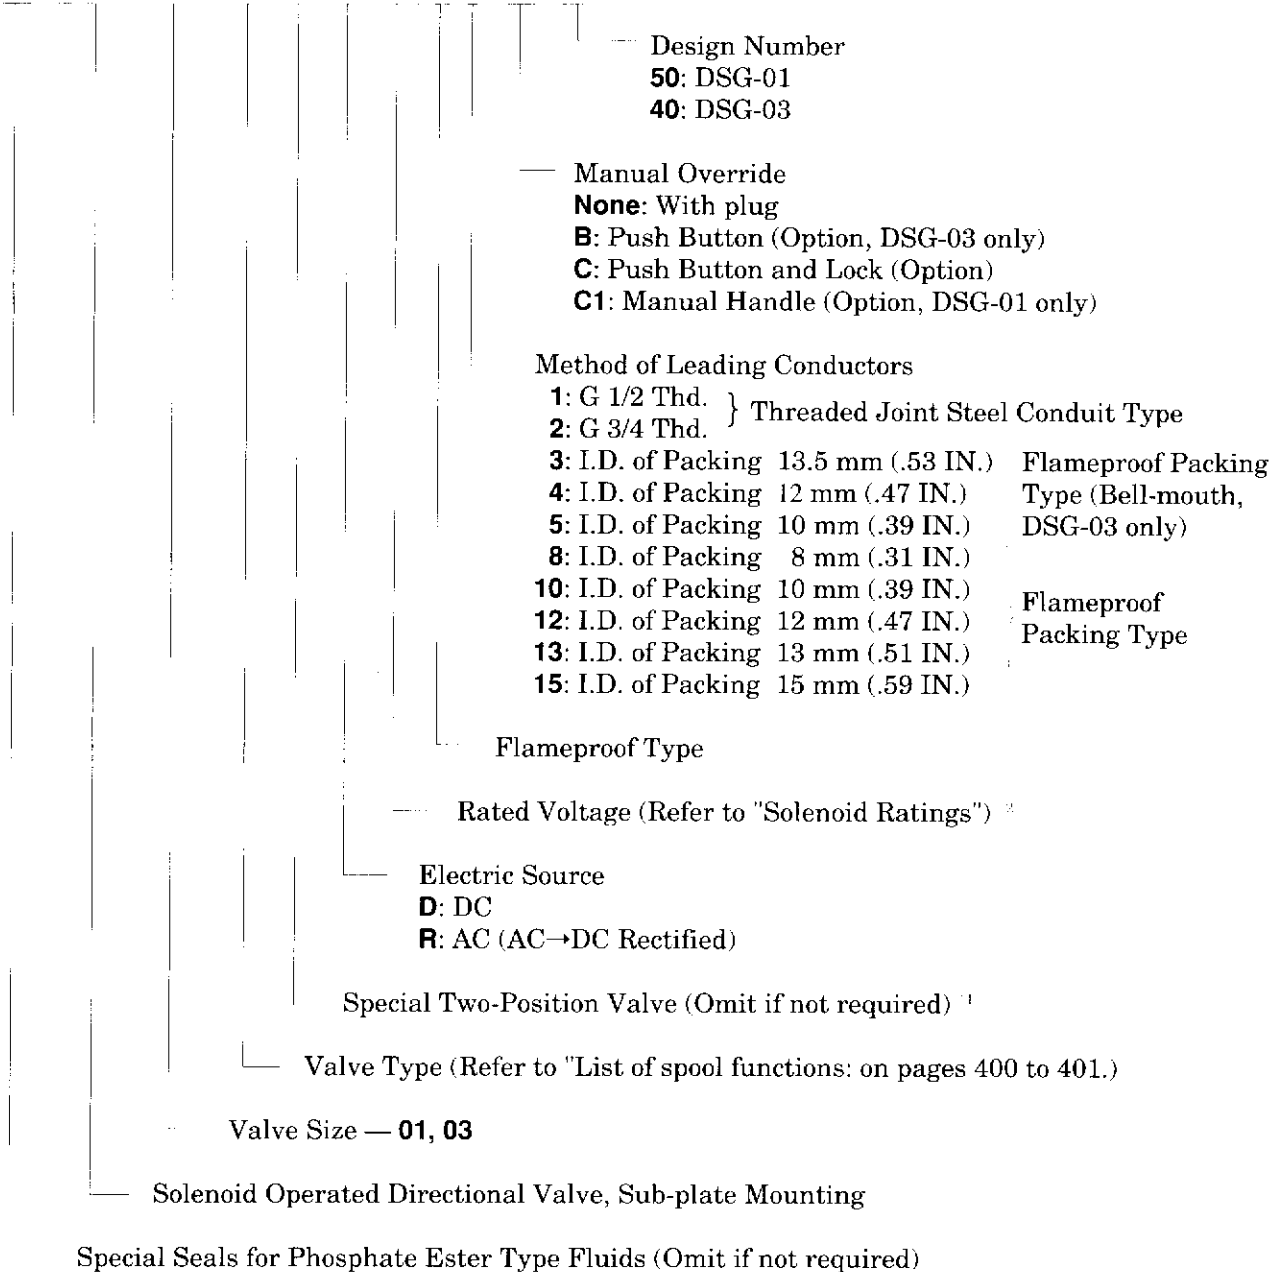 Design Number
50: DSG-01
40: DSG-03
Manual Override
None: With plug
B: Push Button (Option, DSG-03 only)
C: Push Button and Lock (Option)
C1: Manual Handle (Option, DSG-01 only)
Method of Leading Conductors
1: G 1/2 Thd.
2: G 3/4 Thd.
} Threaded Joint Steel Conduit Type
3: I.D. of Packing 13.5 mm (.53 IN.)
4: I.D. of Packing 12 mm (.47 IN.)
5: I.D. of Packing 10 mm (.39 IN.)
Flameproof Packing
Type (Bell-mouth,
DSG-03 only)
8: I.D. of Packing 8 mm (.31 IN.)
10: I.D. of Packing 10 mm (.39 IN.)
12: I.D. of Packing 12 mm (.47 IN.)
13: I.D. of Packing 13 mm (.51 IN.)
15: I.D. of Packing 15 mm (.59 IN.)
Flameproof
Packing Type
Flameproof Type
Rated Voltage (Refer to "Solenoid Ratings")
Electric Source
D: DC
R: AC (AC→DC Rectified)
Special Two-Position Valve (Omit if not required)
Valve Type (Refer to "List of spool functions: on pages 400 to 401.)
Valve Size — 01, 03
Solenoid Operated Directional Valve, Sub-plate Mounting
Special Seals for Phosphate Ester Type Fluids (Omit if not required)